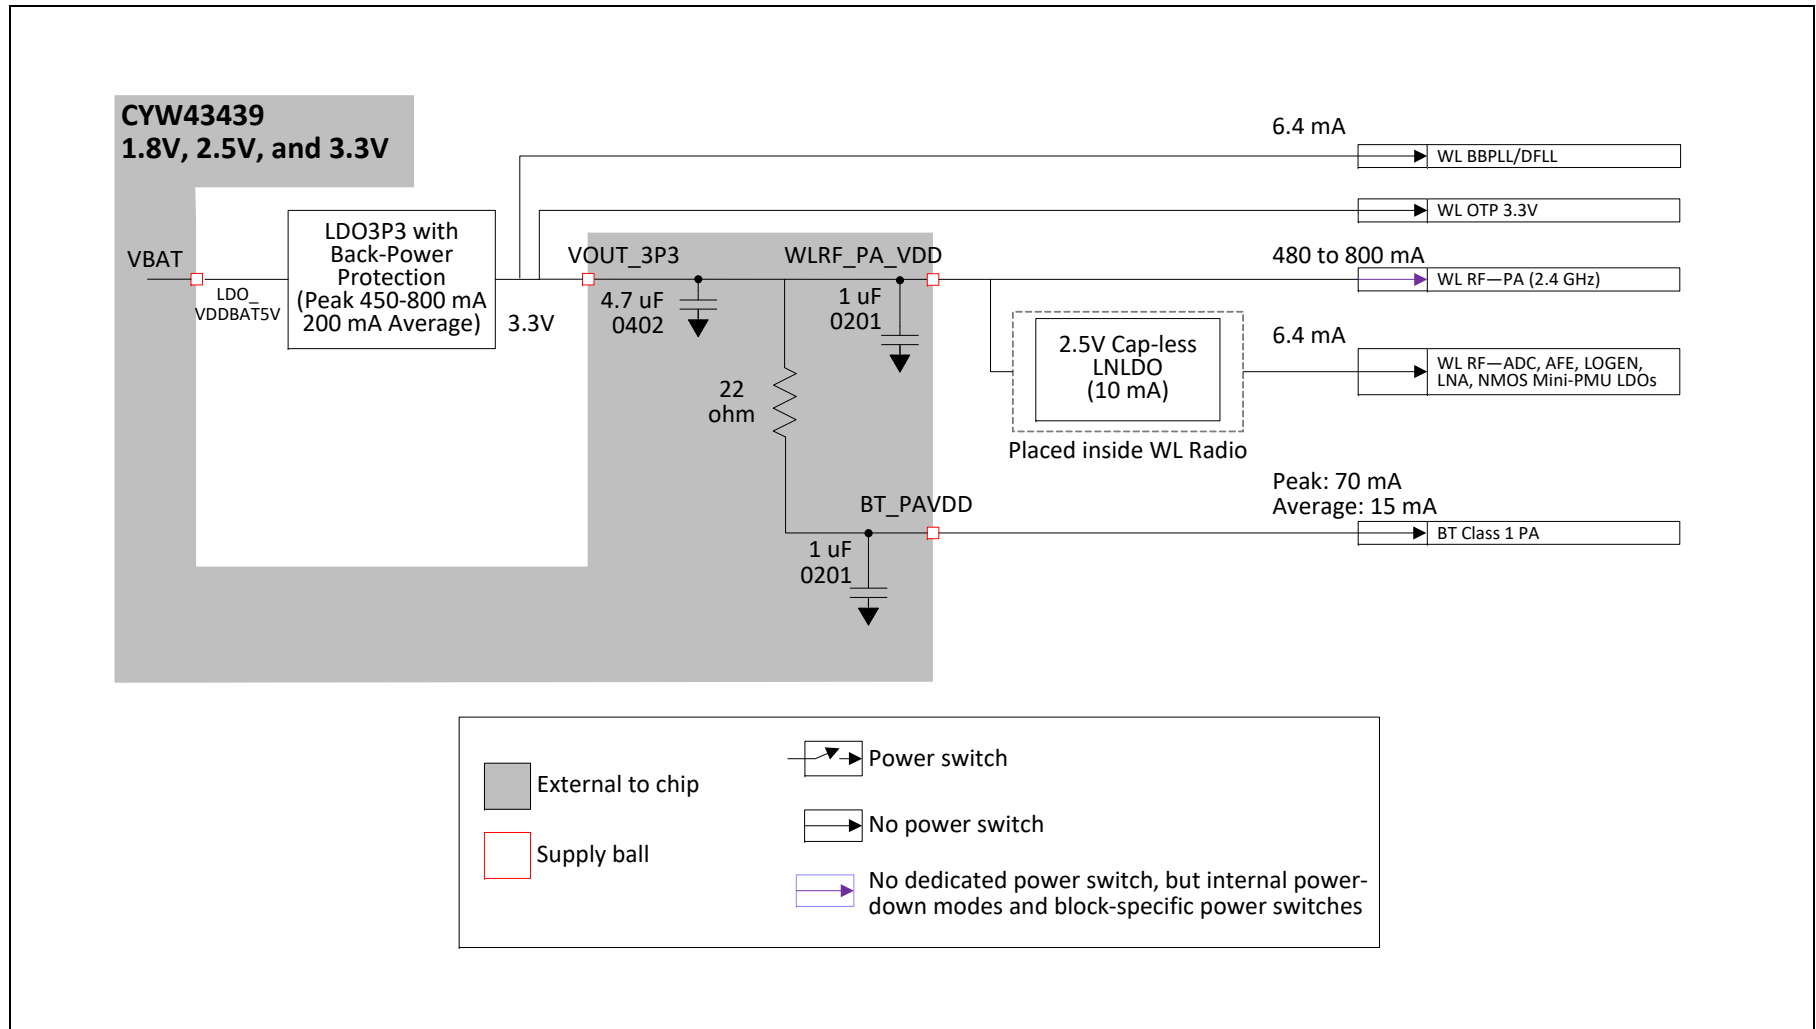 CYW43439
1.8V, 2.5V, and 3.3V
VBAT
LDO_
VDDBAT5V
LDO3P3 with
Back-Power
Protection
(Peak 450-800 mA
200 mA Average)
3.3V
VOUT_3P3
4.7 uF
0402
WLRF_PA_VDD
1 uF
0201
22
ohm
BT_PAVDD
1 uF
0201
2.5V Cap-less
LNLDO
(10 mA)
Placed inside WL Radio
6.4 mA
WL BBPLL/DFLL
WL OTP 3.3V
480 to 800 mA
WL RF—PA (2.4 GHz)
6.4 mA
WL RF—ADC, AFE, LOGEN,
LNA, NMOS Mini-PMU LDOs
Peak: 70 mA
Average: 15 mA
BT Class 1 PA
External to chip
Supply ball
Power switch
No power switch
No dedicated power switch, but internal power-
down modes and block-specific power switches